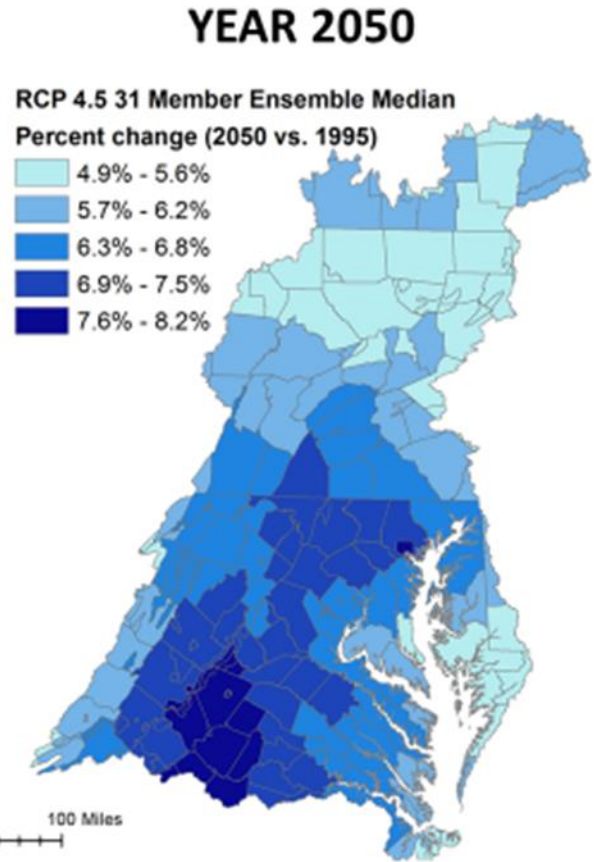 YEAR 2050
RCP 4.5 31 Member Ensemble Median
Percent change (2050 vs. 1995)
4.9% - 5.6%
5.7% - 6.2%
6.3% - 6.8%
6.9% - 7.5%
7.6% - 8.2%
100 Miles